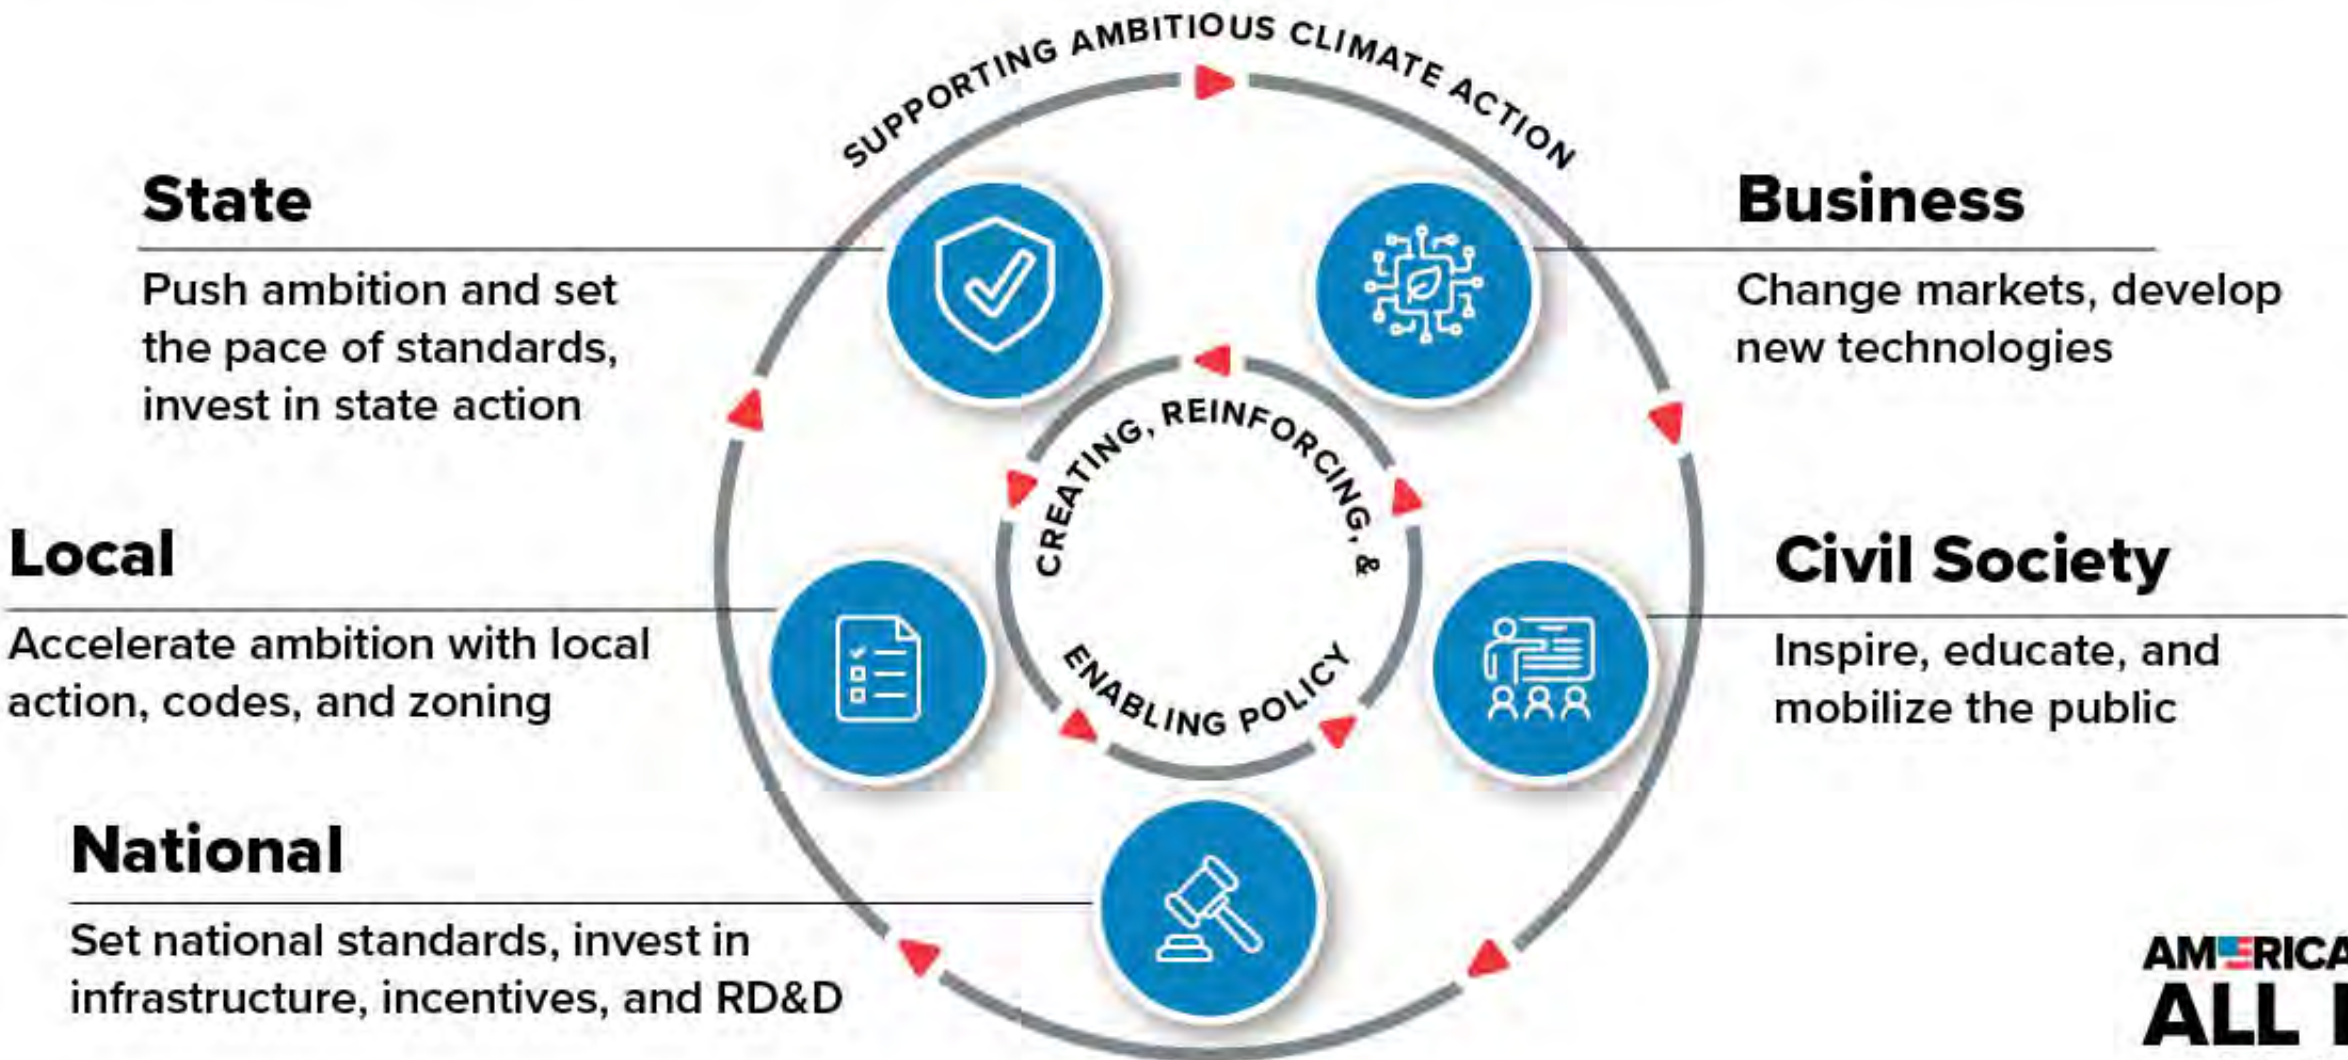 SUPPORTING AMBITIOUS CLIMATE ACTION
State
Push ambition and set
the pace of standards,
invest in state action
Business
Change markets, develop
new technologies
CREATING, REINFORCING, &
ENABLING POLICY
Local
Accelerate ambition with local
action, codes, and zoning
Civil Society
Inspire, educate, and
mobilize the public
National
Set national standards, invest in
infrastructure, incentives, and RD&D
AMERICA
ALL